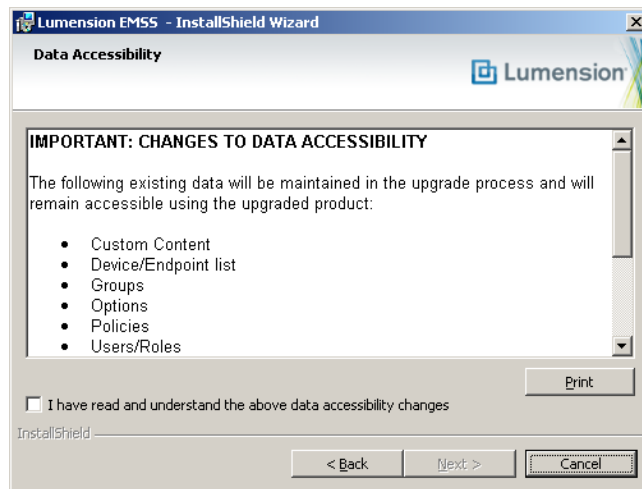 Lumension EMSS - InstallShield Wizard
Data Accessibility
Lumension
IMPORTANT: CHANGES TO DATA ACCESSIBILITY
The following existing data will be maintained in the upgrade process and will
remain accessible using the upgraded product:
• Custom Content
• Device/Endpoint list
• Groups
• Options
• Policies
• Users/Roles
Print
I have read and understand the above data accessibility changes
InstallShield
< Back
Next >
Cancel